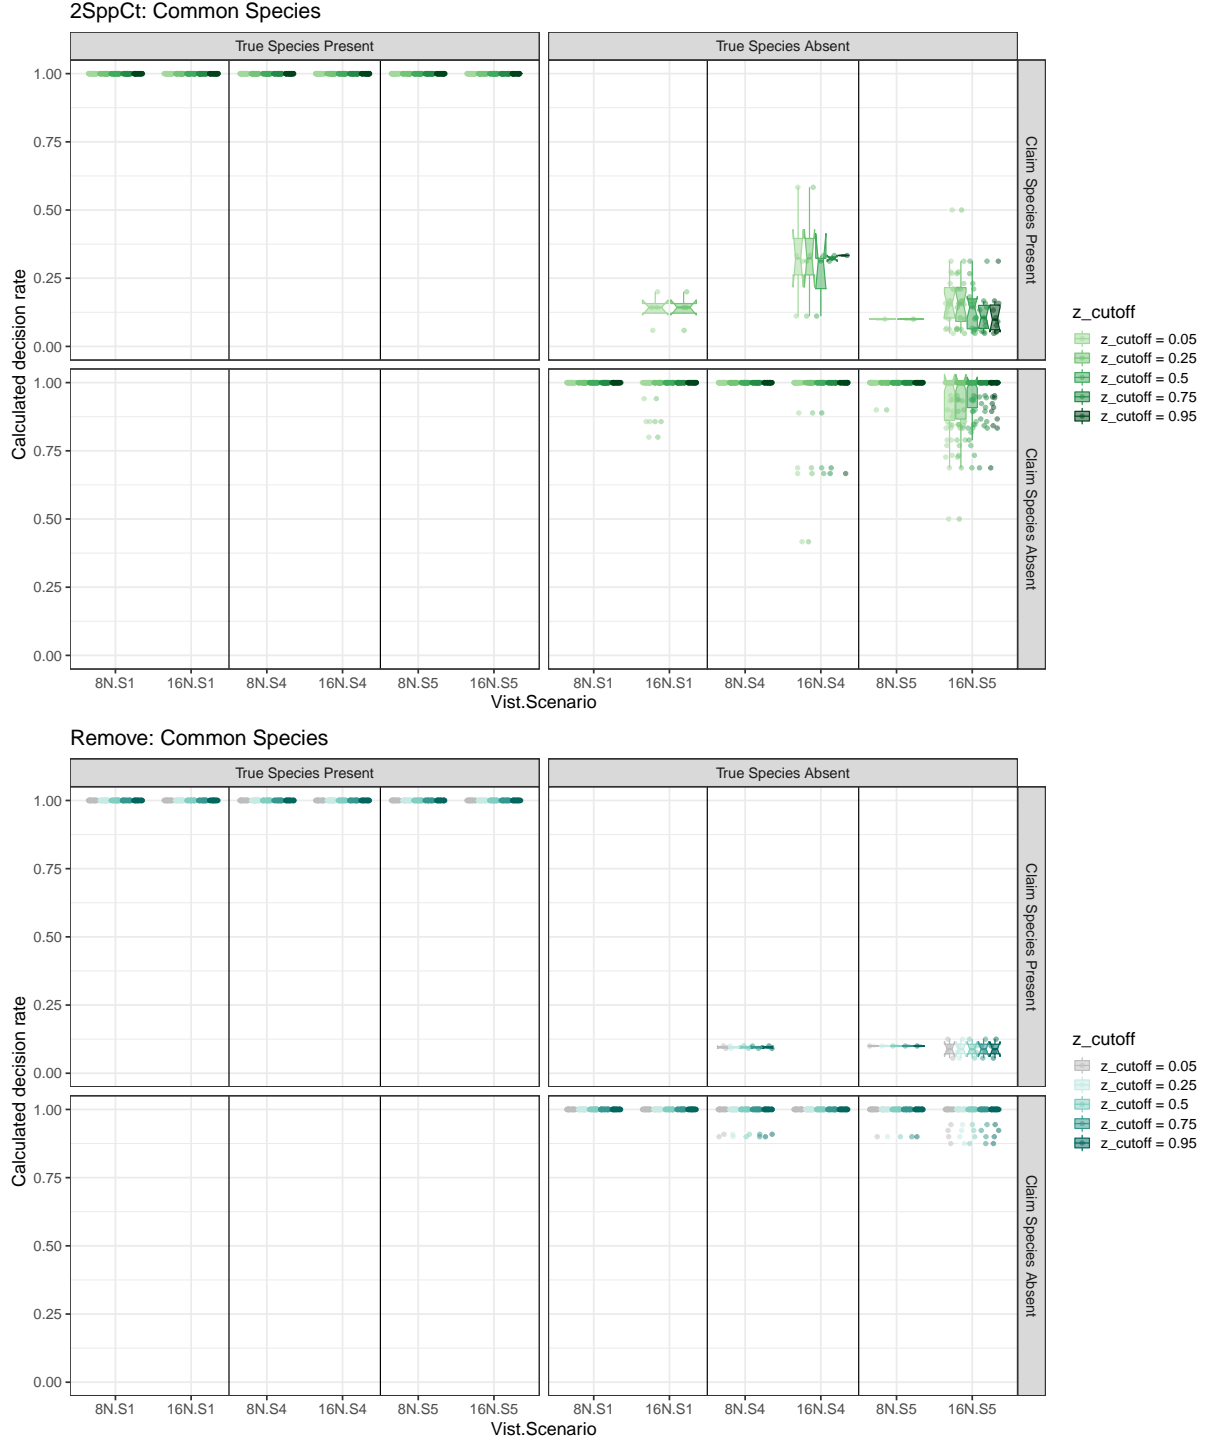 2SppCt: Common Species
True Species Present
True Species Absent
Calculated decision rate
1.00
0.75
0.50
0.25
0.00
Claim Species Present
1.00
0.75
0.50
0.25
0.00
Claim Species Absent
8N.S1
16N.S1
8N.S4
16N.S4
8N.S5
16N.S5
8N.S1
16N.S1
8N.S4
16N.S4
8N.S5
16N.S5
Vist.Scenario
z_cutoff
z_cutoff = 0.05
z_cutoff = 0.25
z_cutoff = 0.5
z_cutoff = 0.75
z_cutoff = 0.95
Remove: Common Species
True Species Present
True Species Absent
Calculated decision rate
1.00
0.75
0.50
0.25
0.00
Claim Species Present
1.00
0.75
0.50
0.25
0.00
Claim Species Absent
8N.S1
16N.S1
8N.S4
16N.S4
8N.S5
16N.S5
8N.S1
16N.S1
8N.S4
16N.S4
8N.S5
16N.S5
Vist.Scenario
z_cutoff
z_cutoff = 0.05
z_cutoff = 0.25
z_cutoff = 0.5
z_cutoff = 0.75
z_cutoff = 0.95